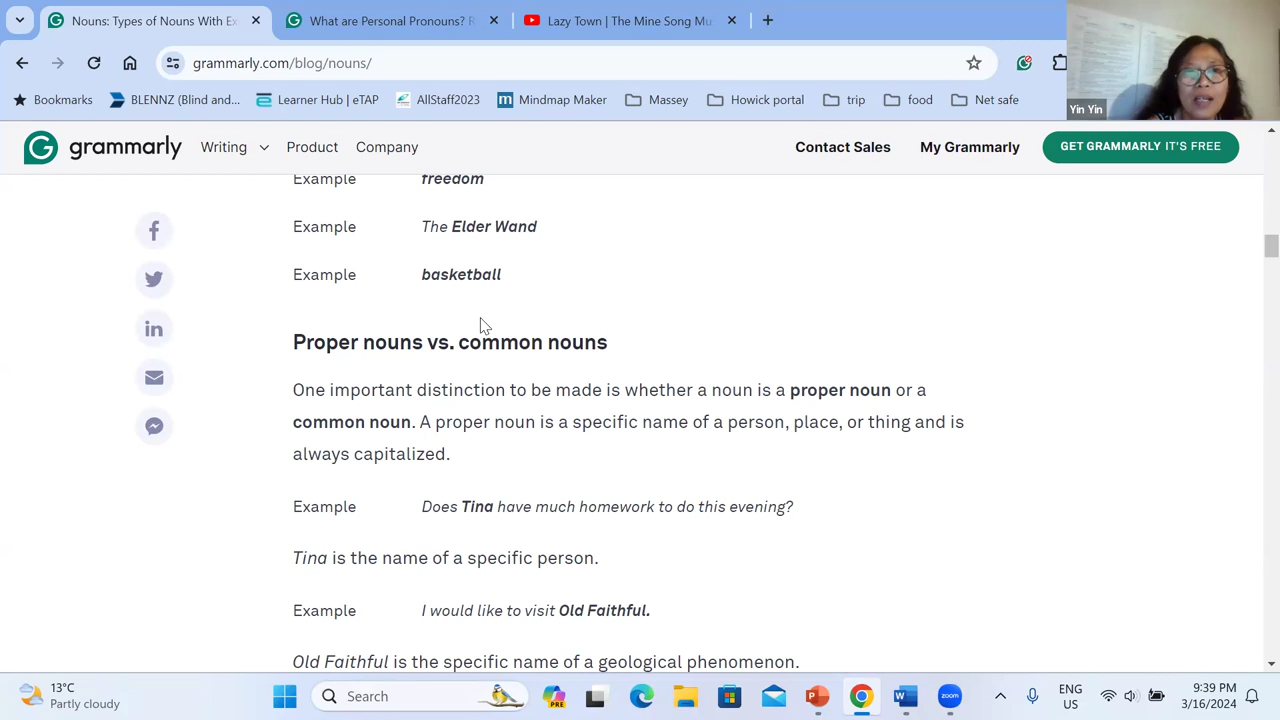 Nouns: Types of Nouns With Ex
What are Personal Pronouns? R
Lazy Town | The Mine Song Mu
grammarly.com/blog/nouns/
Bookmarks
BLENNZ (Blind and...
Learner Hub | eTAP
AllStaff2023
Mindmap Maker
Massey
Howick portal
trip
food
Net safe
Yin Yin
grammarly
Writing
Product
Company
Contact Sales
My Grammarly
GET GRAMMARLY IT'S FREE
Example freedom
Example The Elder Wand
Example basketball
Proper nouns vs. common nouns
One important distinction to be made is whether a noun is a proper noun or a
common noun. A proper noun is a specific name of a person, place, or thing and is
always capitalized.
Example Does Tina have much homework to do this evening?
Tina is the name of a specific person.
Example I would like to visit Old Faithful.
Old Faithful is the specific name of a geological phenomenon.
13°C
Partly cloudy
Search
PRE
zoom
ENG
US
9:39 PM
3/16/2024